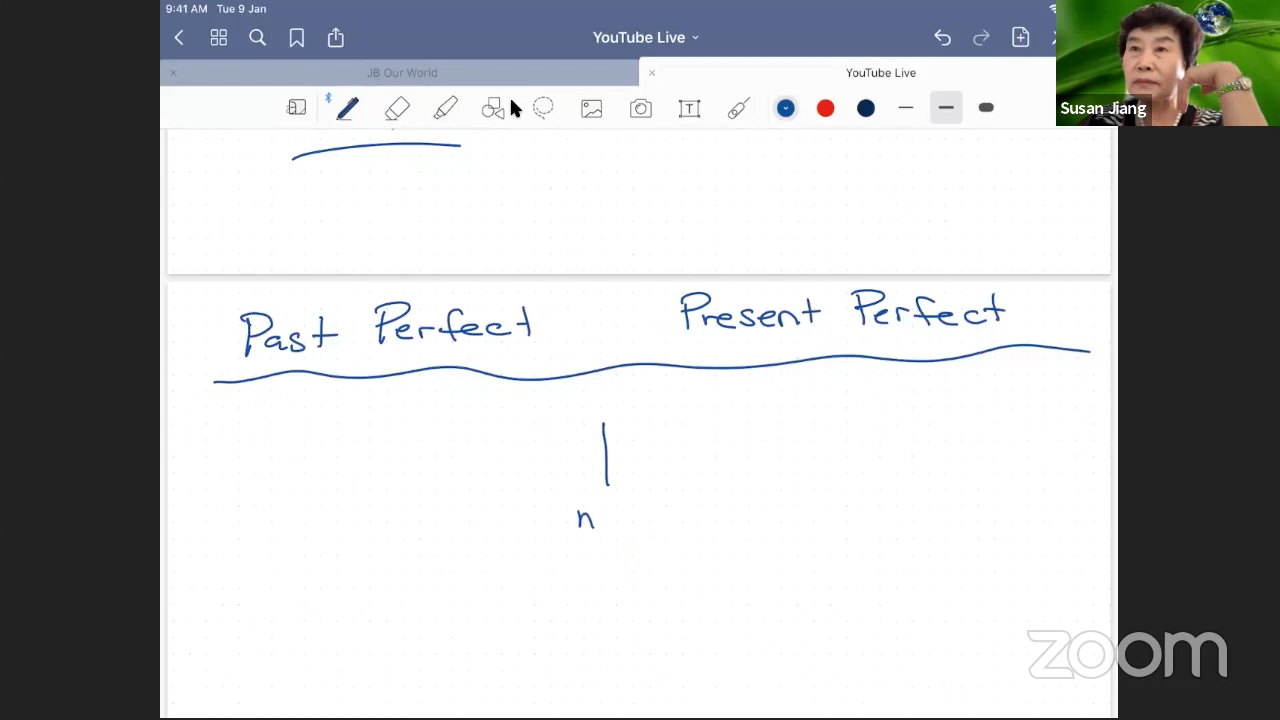 9:41 AM Tue 9 Jan
YouTube Live
JB Our World
YouTube Live
T
Susan Jiang
Past Perfect
Present Perfect
n
zoom